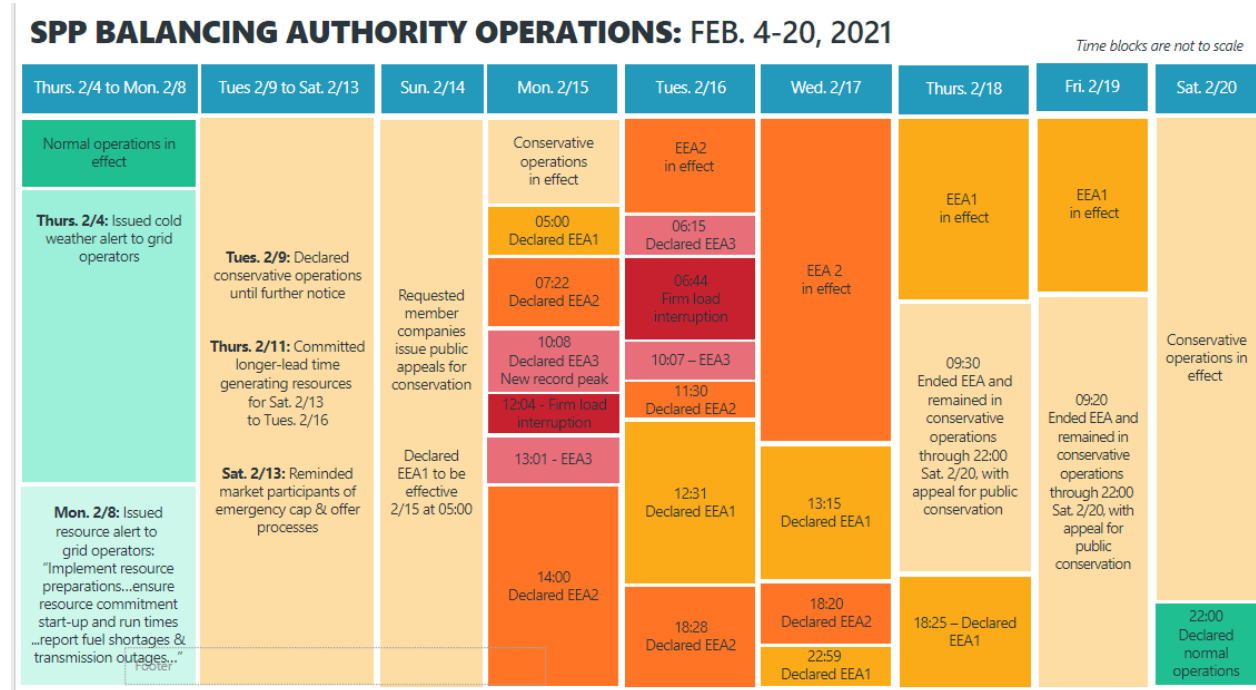 SPP BALANCING AUTHORITY OPERATIONS: FEB. 4-20, 2021
Time blocks are not to scale
Thurs. 2/4 to Mon. 2/8
Normal operations in
effect
Thurs. 2/4: Issued cold
weather alert to grid
operators
Mon. 2/8: Issued
resource alert to
grid operators:
"Implement resource
preparations...ensure
resource commitment
start-up and run times
...report fuel shortages &
transmission outages..."
Footer
Tues 2/9 to Sat. 2/13
Tues. 2/9: Declared
conservative operations
until further notice
Thurs. 2/11: Committed
longer-lead time
generating resources
for Sat. 2/13
to Tues. 2/16
Sat. 2/13: Reminded
market participants of
emergency cap & offer
processes
Sun. 2/14
Requested
member
companies
issue public
appeals for
conservation
Declared
EEA1 to be
effective
2/15 at 05:00
Mon. 2/15
Conservative
operations
in effect
05:00
Declared EEA1
07:22
Declared EEA2
10:08
Declared EEA3
New record peak
12:04 - Firm load
interruption
13:01 - EEA3
14:00
Declared EEA2
Tues. 2/16
EEA2
in effect
06:15
Declared EEA3
06:44
Firm load
interruption
10:07 – EEA3
11:30
Declared EEA2
12:31
Declared EEA1
18:28
Declared EEA2
Wed. 2/17
EEA 2
in effect
13:15
Declared EEA1
18:20
Declared EEA2
22:59
Declared EEA1
Thurs. 2/18
EEA1
in effect
09:30
Ended EEA and
remained in
conservative
operations
through 22:00
Sat. 2/20, with
appeal for public
conservation
18:25 – Declared
EEA1
Fri. 2/19
EEA1
in effect
09:20
Ended EEA and
remained in
conservative
operations
through 22:00
Sat. 2/20, with
appeal for
public
conservation
Sat. 2/20
Conservative
operations in
effect
22:00
Declared
normal
operations